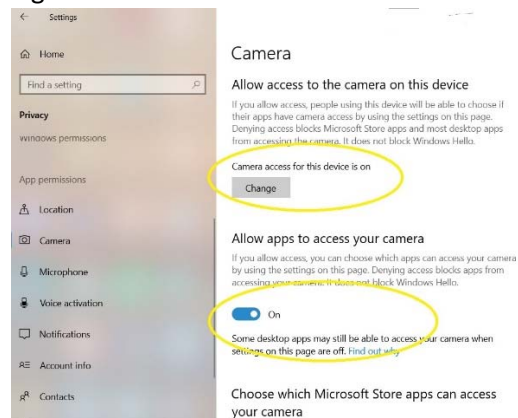 Settings
Home
Find a setting
Privacy
Windows permissions
App permissions
Location
Camera
Microphone
Voice activation
Notifications
Account info
Contacts
Camera
Allow access to the camera on this device
If you allow access, people using this device will be able to choose if
their apps have camera access by using the settings on this page.
Denying access blocks Microsoft Store apps and most desktop apps
from accessing the camera. It does not block Windows Hello.
Camera access for this device is on
Change
Allow apps to access your camera
If you allow access, you can choose which apps can access your camera
by using the settings on this page. Denying access blocks apps from
accessing your camera. It does not block Windows Hello.
On
Some desktop apps may still be able to access your camera when
settings on this page are off. Find out why
Choose which Microsoft Store apps can access
your camera